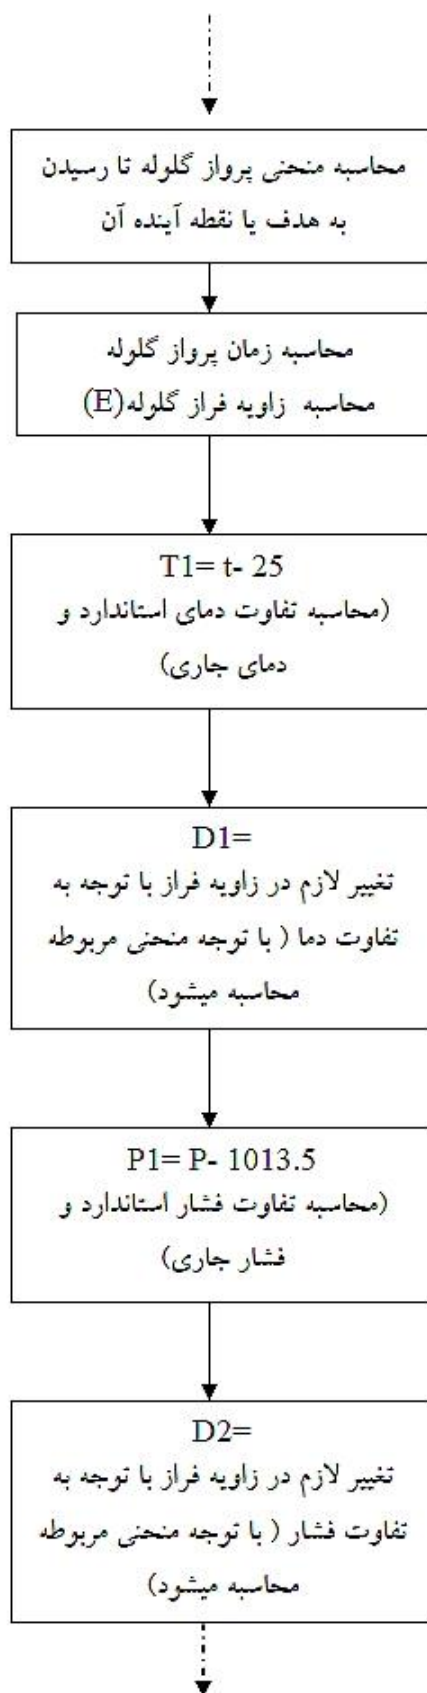 محاسبه منحنی پرواز گلوله تا رسیدن
به هدف یا نقطه آینده آن
محاسبه زمان پرواز گلوله
محاسبه زاویه فراز گلوله(E)
T1= t- 25
(محاسبه تفاوت دمای استاندارد و
دمای جاری)
D1=
تغییر لازم در زاویه فراز با توجه به
تفاوت دما ( با توجه منحنی مربوطه
محاسبه میشود)
P1= P- 1013.5
(محاسبه تفاوت فشار استاندارد و
فشار جاری)
D2=
تغییر لازم در زاویه فراز با توجه به
تفاوت فشار ( با توجه منحنی مربوطه
محاسبه میشود)